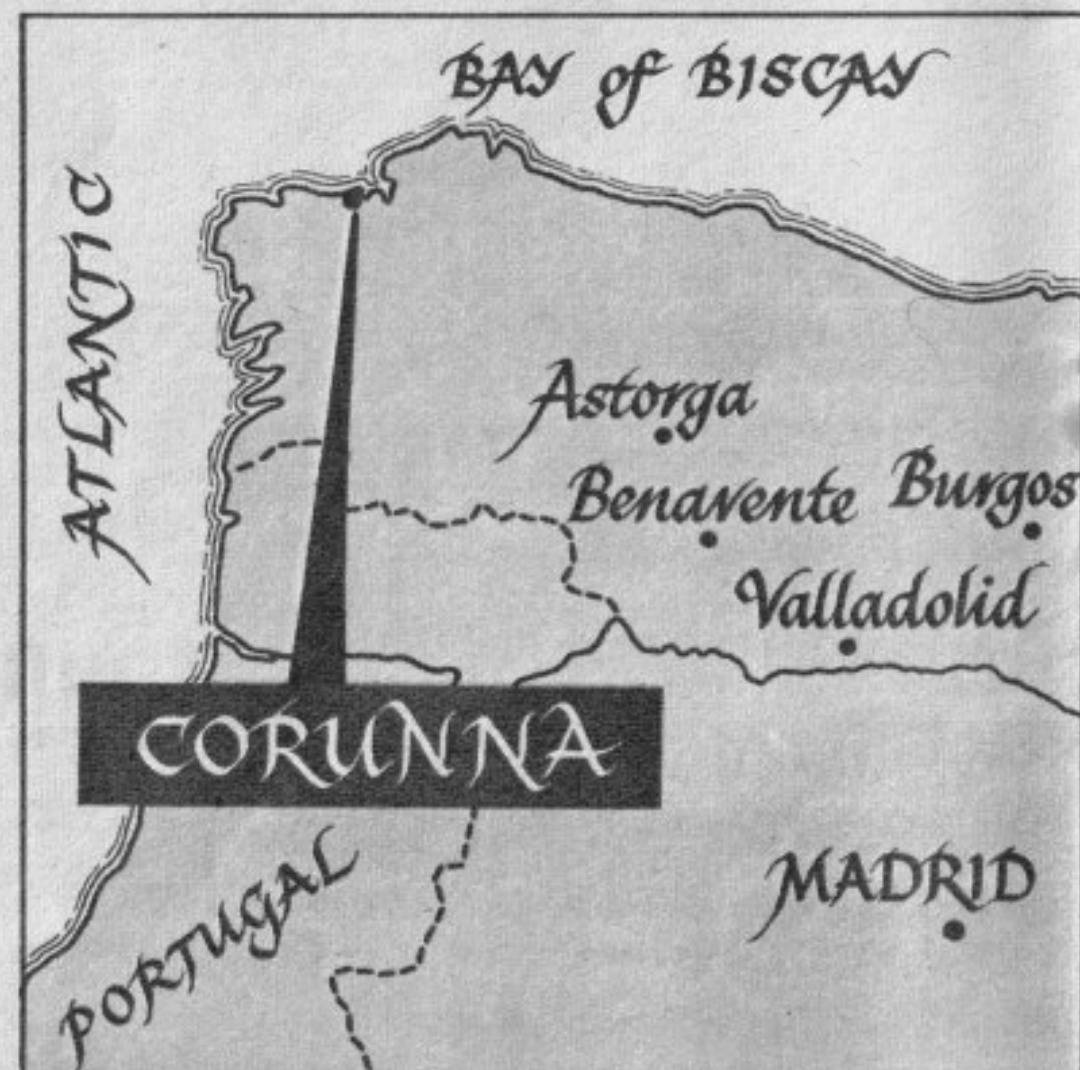 BAY of BISCAY
ATLANTIC
Astorga
Benavente
Burgos
Valladolid
CORUNNA
MADRID
PORTUGAL